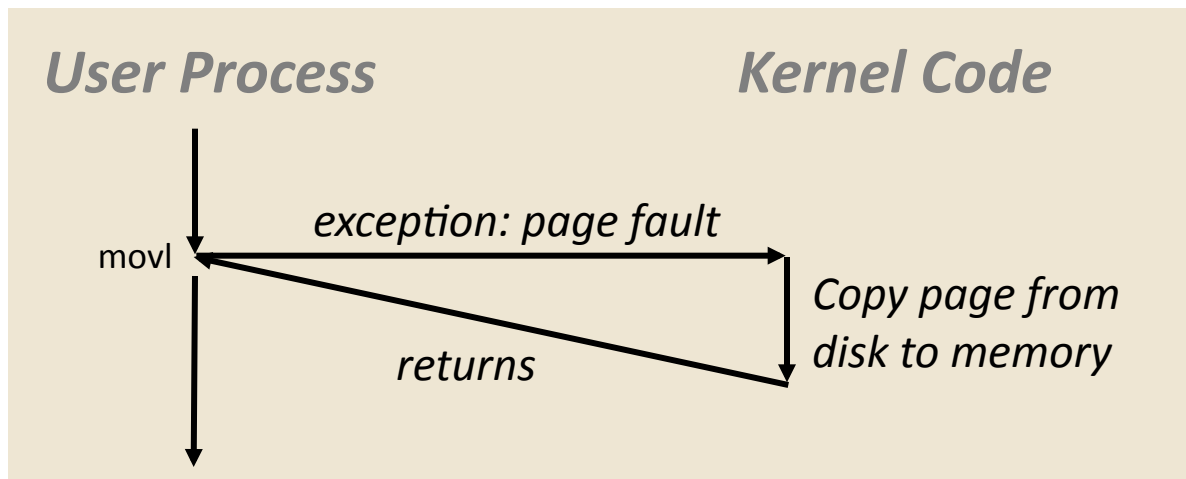 User Process
Kernel Code
exception: page fault
movl
Copy page from
disk to memory
returns